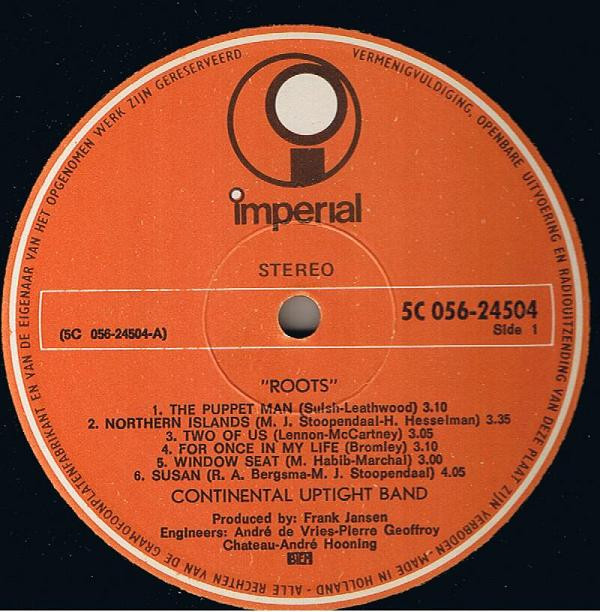 ALLE RECHTEN VAN DE GRAMOFOONPLATENFABRIKANT EN VAN DE EIGENAAR VAN HET OPGENOMEN WERK ZIJN GERESERVEERD
VERMENIGVULDIGING, OPENBARE UITVOERING EN RADIOUITZENDING VAN DEZE PLAAT ZIJN VERBODEN - MADE IN HOLLAND -
imperial
STEREO
5C 056-24504
(5C 056-24504-A)
Side 1
"ROOTS"
1. THE PUPPET MAN (Sulsh-Leathwood) 3.10
2. NORTHERN ISLANDS (M. J. Stoopendaal-H. Hesselman) 3.35
3. TWO OF US (Lennon-McCartney) 3.05
4. FOR ONCE IN MY LIFE (Bromley) 3.10
5. WINDOW SEAT (M. Habib-Marchal) 3.00
6. SUSAN (R. A. Bergsma-M. J. Stoopendaal) 4.05
CONTINENTAL UPTIGHT BAND
Produced by: Frank Jansen
Engineers: André de Vries-Pierre Geoffroy
Chateau-André Hooning